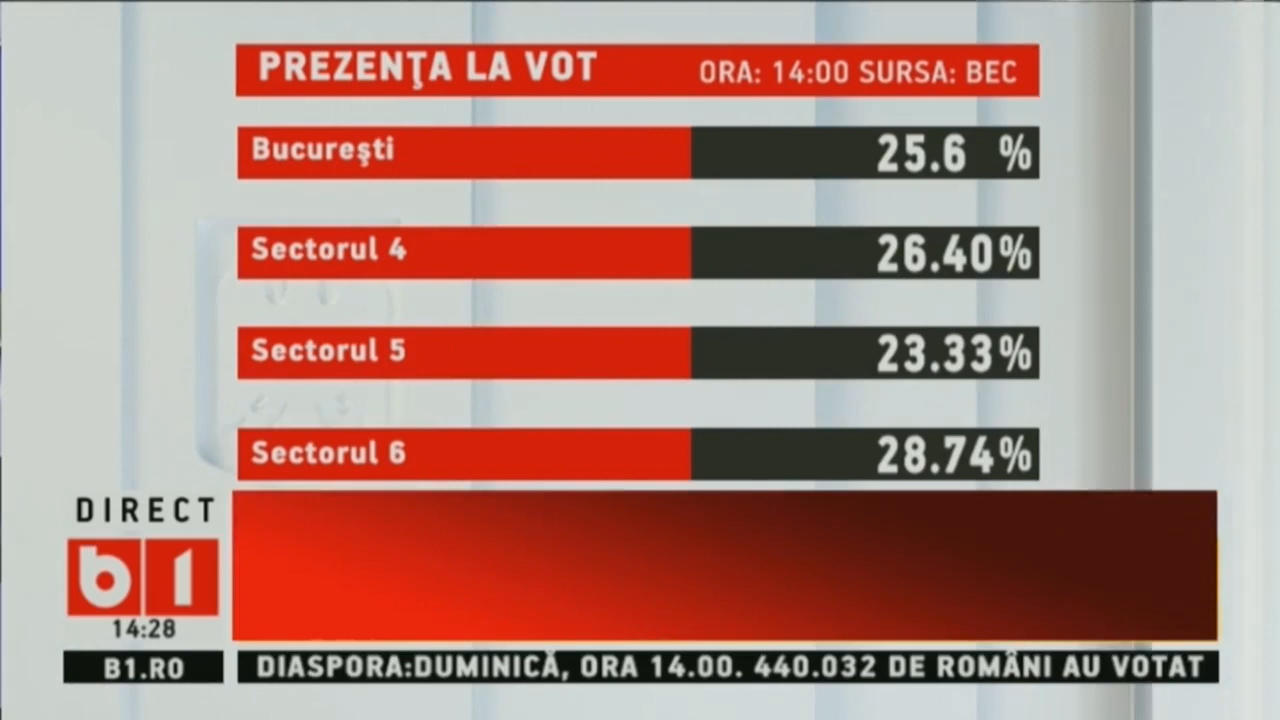 PREZENŢA LA VOT ORA: 14:00 SURSA: BEC
Bucureşti 25.6 %
Sectorul 4 26.40%
Sectorul 5 23.33%
Sectorul 6 28.74%
DIRECT
b1
14:28
B1.RO
DIASPORA:DUMINICĂ, ORA 14.00. 440.032 DE ROMÂNI AU VOTAT